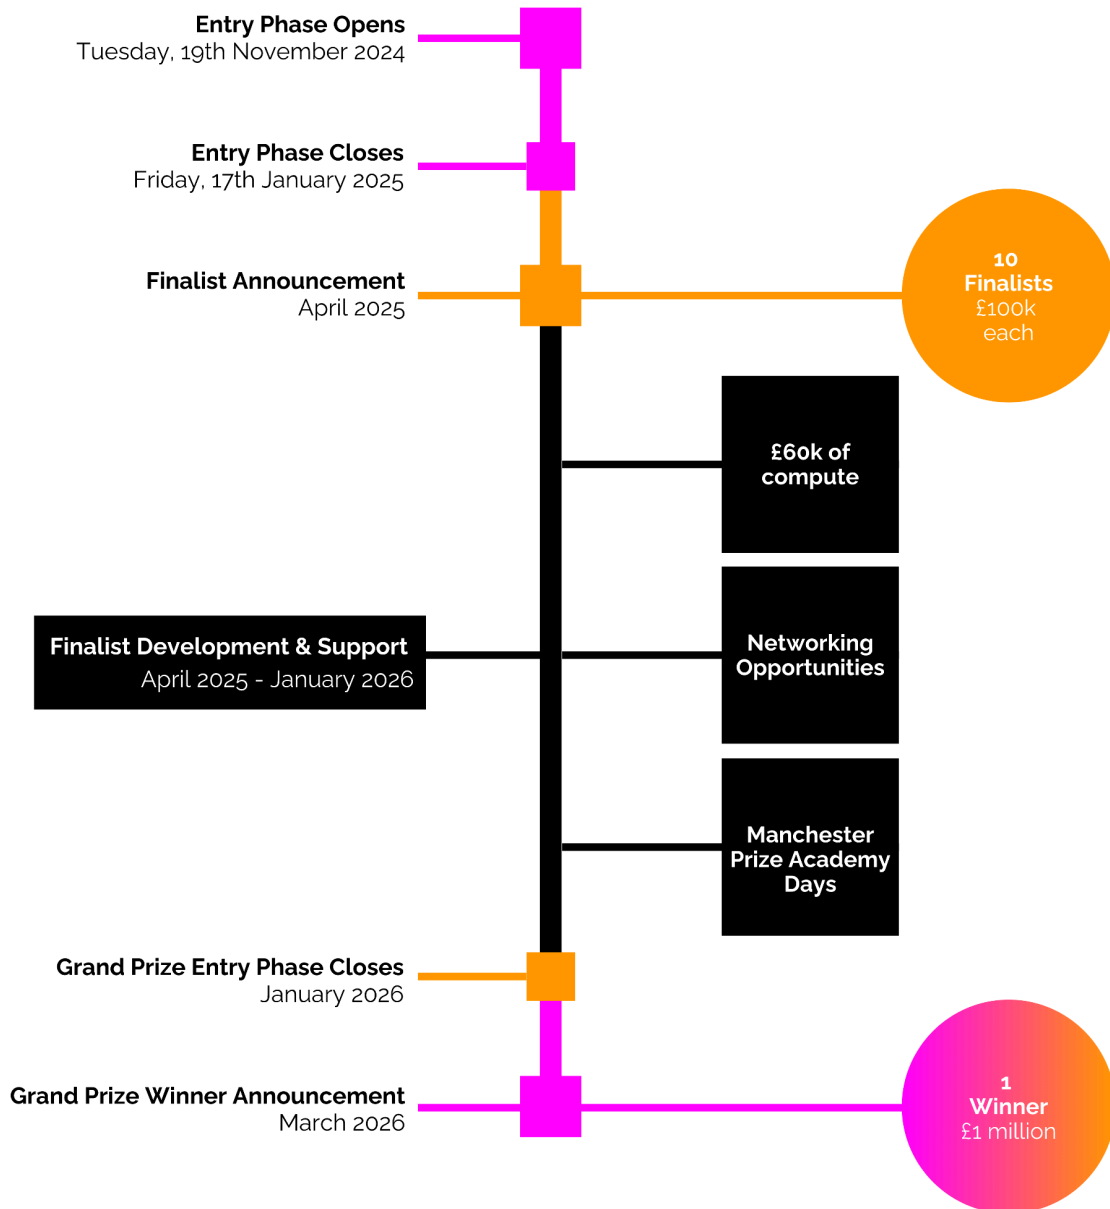 Entry Phase Opens
Tuesday, 19th November 2024
Entry Phase Closes
Friday, 17th January 2025
Finalist Announcement
April 2025
10
Finalists
£100k
each
£60k of
compute
Finalist Development & Support
April 2025 - January 2026
Networking
Opportunities
Manchester
Prize Academy
Days
Grand Prize Entry Phase Closes
January 2026
Grand Prize Winner Announcement
March 2026
1
Winner
£1 million